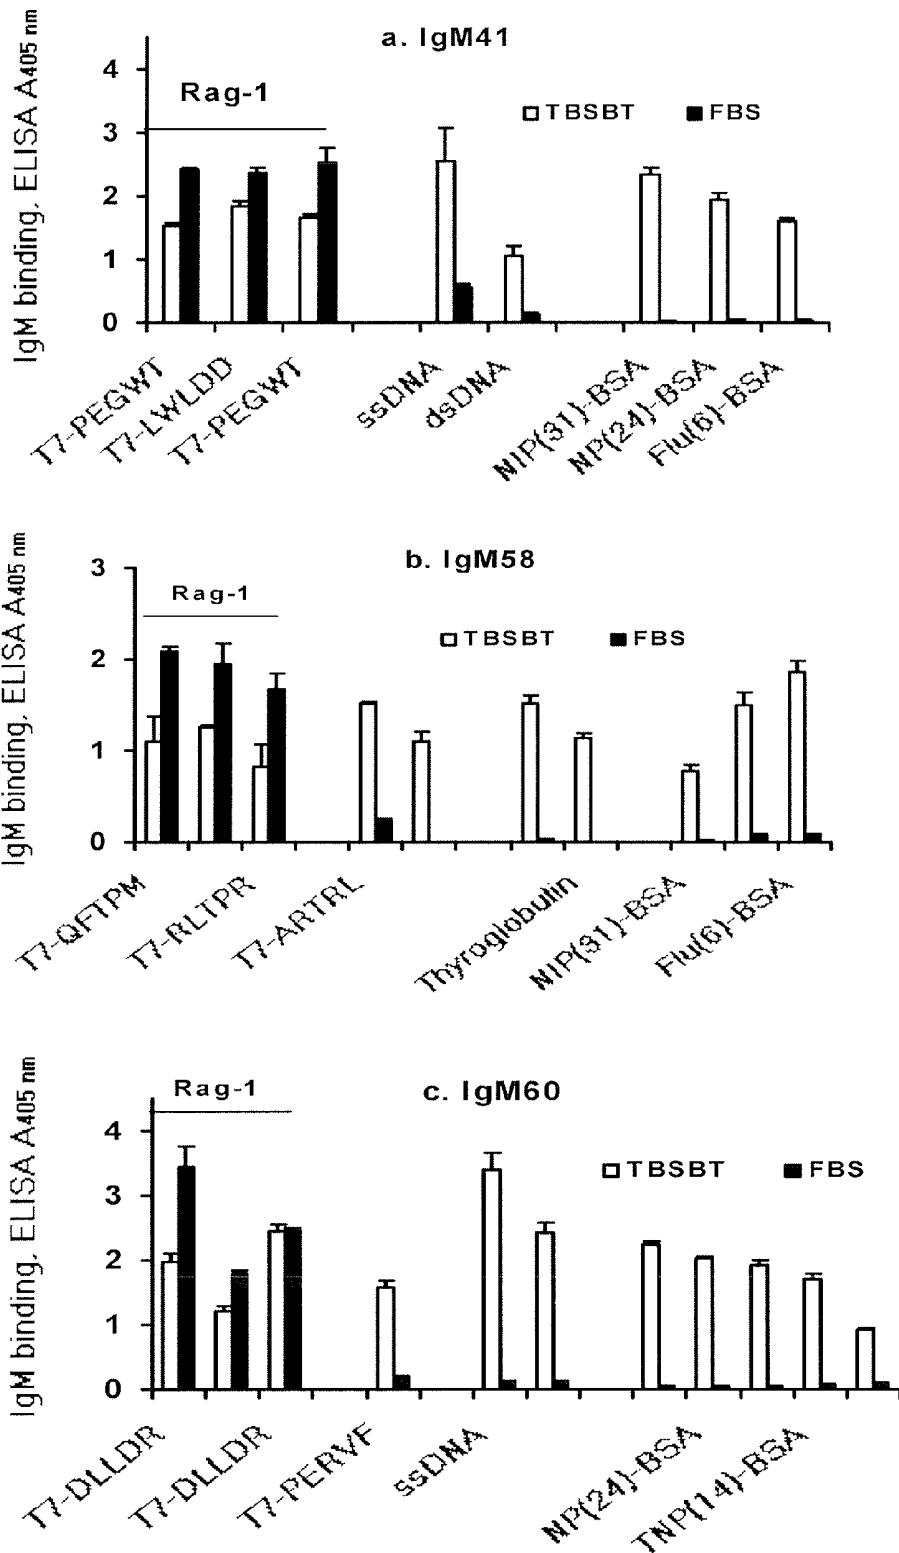 a. IgM41
IgM binding, ELISA A405 nm
4
3
2
1
0
Rag-1
TBSBT
FBS
T7-PEGWT
T7-LWLDD
T7-PEGWT
ssDNA
dsDNA
NIP(31)-BSA
NP(24)-BSA
Flu(6)-BSA
b. IgM58
IgM binding, ELISA A405 nm
3
2
1
0
Rag-1
TBSBT
FBS
T7-QFTPM
T7-RLTPR
T7-ARTRL
Thyroglobulin
NIP(31)-BSA
Flu(6)-BSA
c. IgM60
IgM binding, ELISA A405 nm
4
3
2
1
0
Rag-1
TBSBT
FBS
T7-DLLDR
T7-DLLDR
T7-PERVF
ssDNA
NP(24)-BSA
TNP(14)-BSA